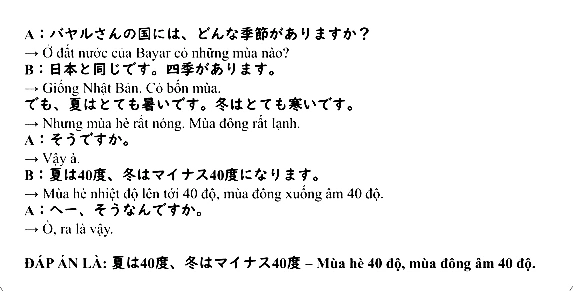 A：バヤルさんの国には、どんな季節がありますか？
→ Ở đất nước của Bayar có những mùa nào?
B：日本と同じです。四季があります。
→ Giống Nhật Bản. Có bốn mùa.
でも、夏はとても暑いです。冬はとても寒いです。
→ Nhưng mùa hè rất nóng. Mùa đông rất lạnh.
A：そうですか。
→ Vậy à.
B：夏は40度、冬はマイナス40度になります。
→ Mùa hè nhiệt độ lên tới 40 độ, mùa đông xuống âm 40 độ.
A：へー、そうなんですか。
→ Ồ, ra là vậy.
ĐÁP ÁN LÀ: 夏は40度、冬はマイナス40度 – Mùa hè 40 độ, mùa đông âm 40 độ.